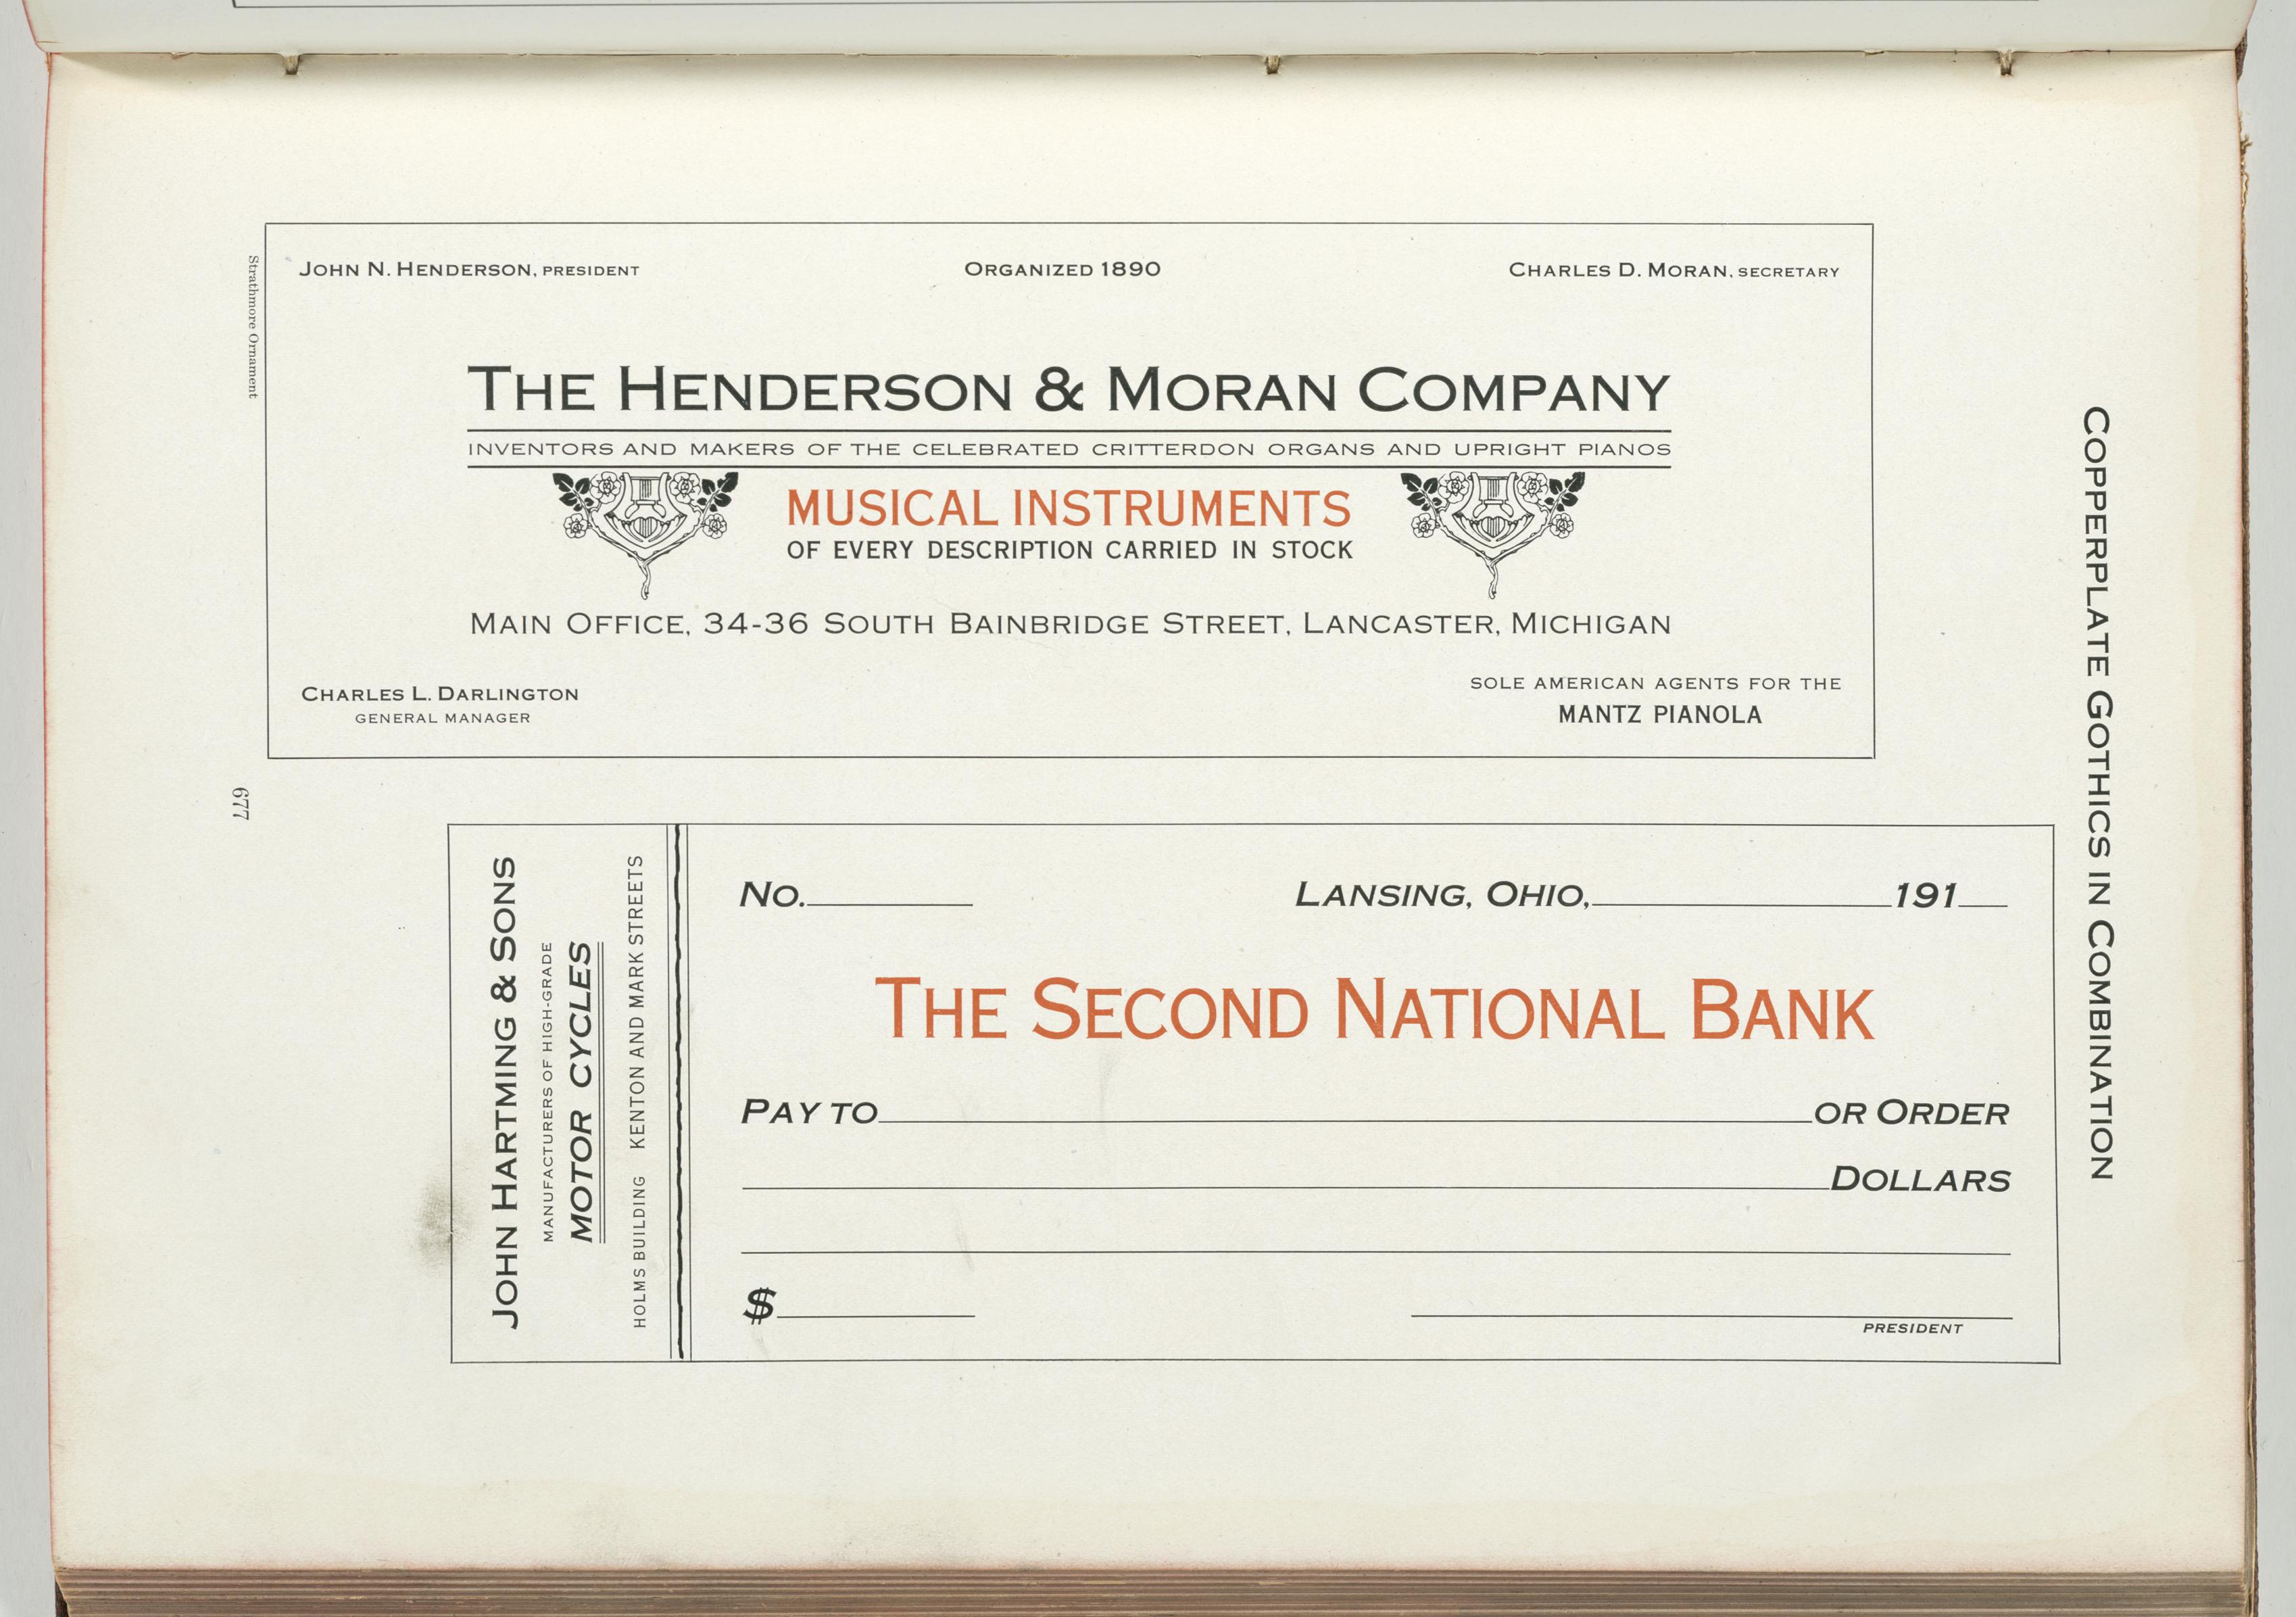 COPPERPLATE GOTHICS IN COMBINATION
Strathmore Ornament
JOHN N. HENDERSON, PRESIDENT
ORGANIZED 1890
CHARLES D. MORAN, SECRETARY
THE HENDERSON & MORAN COMPANY
INVENTORS AND MAKERS OF THE CELEBRATED CRITTERDON ORGANS AND UPRIGHT PIANOS
MUSICAL INSTRUMENTS
OF EVERY DESCRIPTION CARRIED IN STOCK
MAIN OFFICE, 34-36 SOUTH BAINBRIDGE STREET, LANCASTER, MICHIGAN
CHARLES L. DARLINGTON
GENERAL MANAGER
SOLE AMERICAN AGENTS FOR THE
MANTZ PIANOLA
JOHN HARTMING & SONS
MANUFACTURERS OF HIGH-GRADE
MOTOR CYCLES
HOLMS BUILDING KENTON AND MARK STREETS
NO. LANSING, OHIO, 191
THE SECOND NATIONAL BANK
PAY TO OR ORDER
DOLLARS
$
PRESIDENT
677